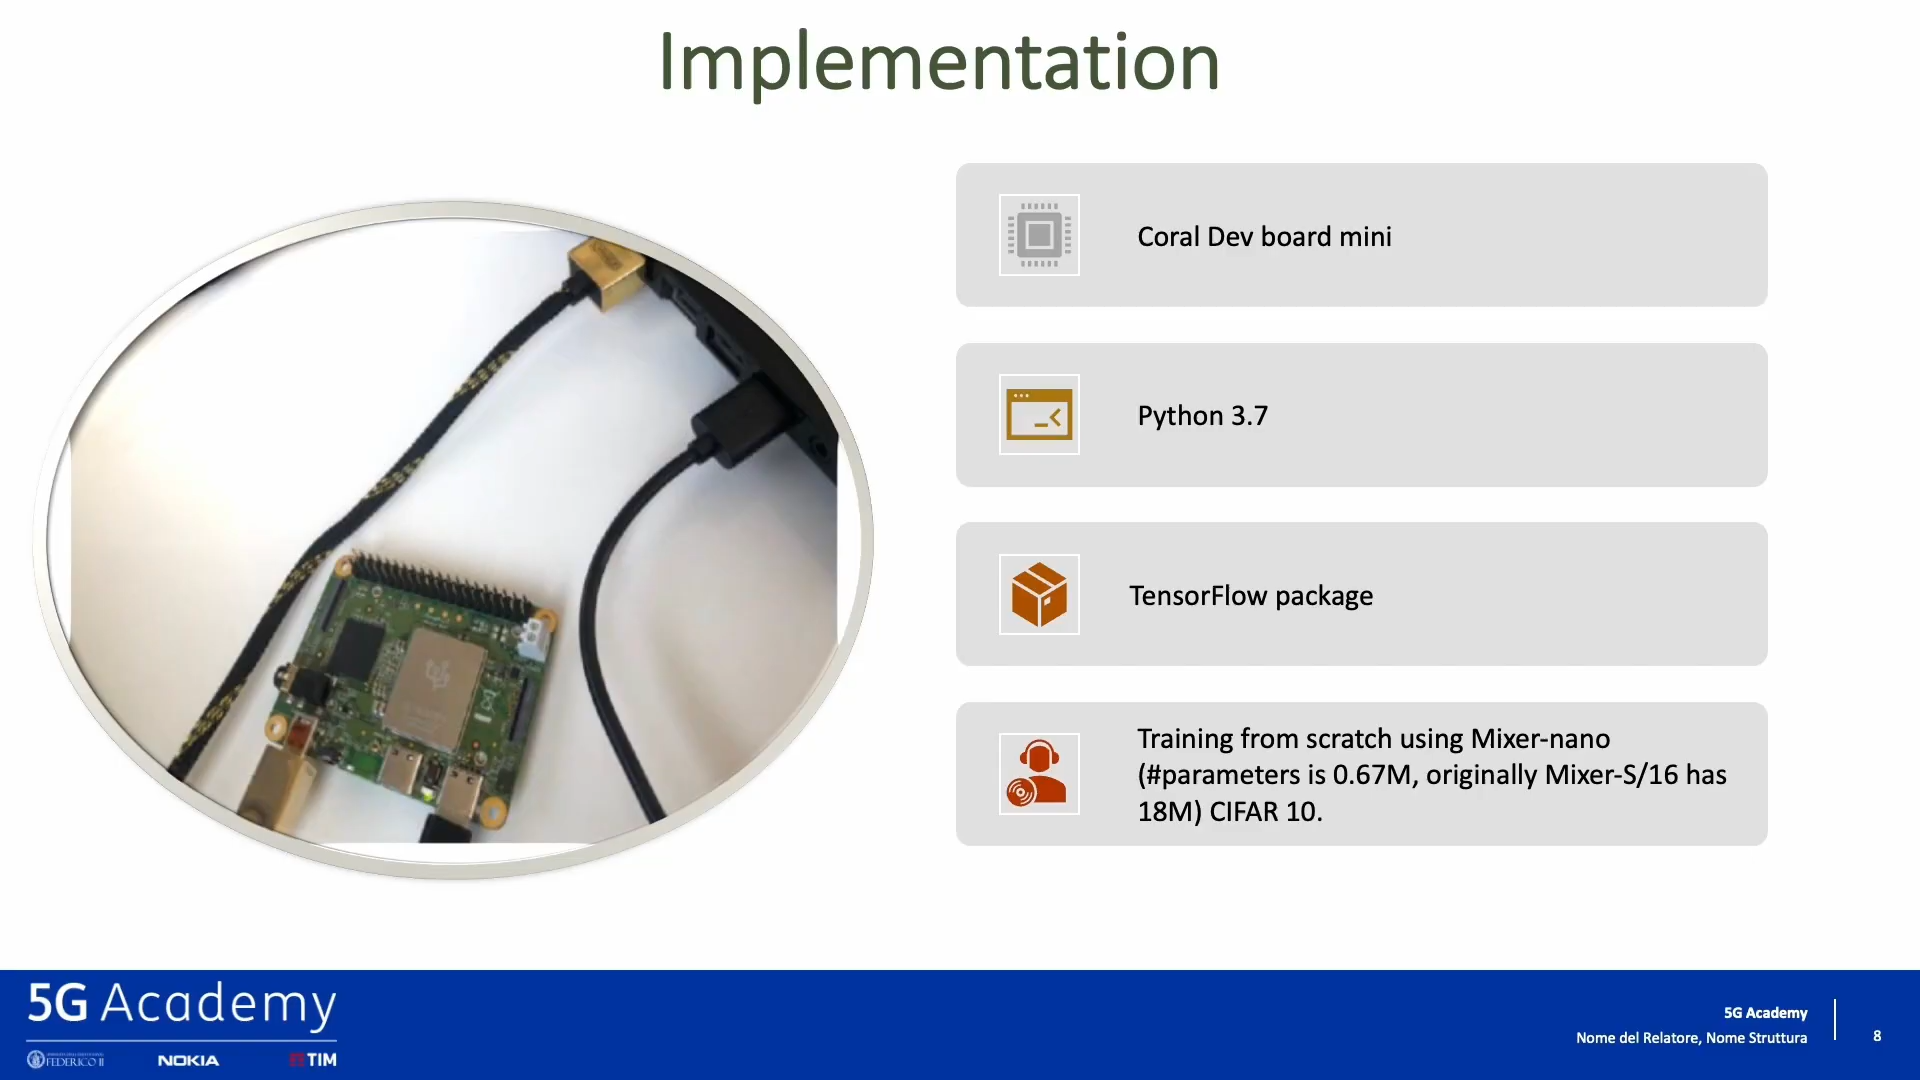 Implementation
Coral Dev board mini
Python 3.7
TensorFlow package
Training from scratch using Mixer-nano
(#parameters is 0.67M, originally Mixer-S/16 has
18M) CIFAR 10.
5G Academy
FEDERICO II
NOKIA
TIM
5G Academy
Nome del Relatore, Nome Struttura
8